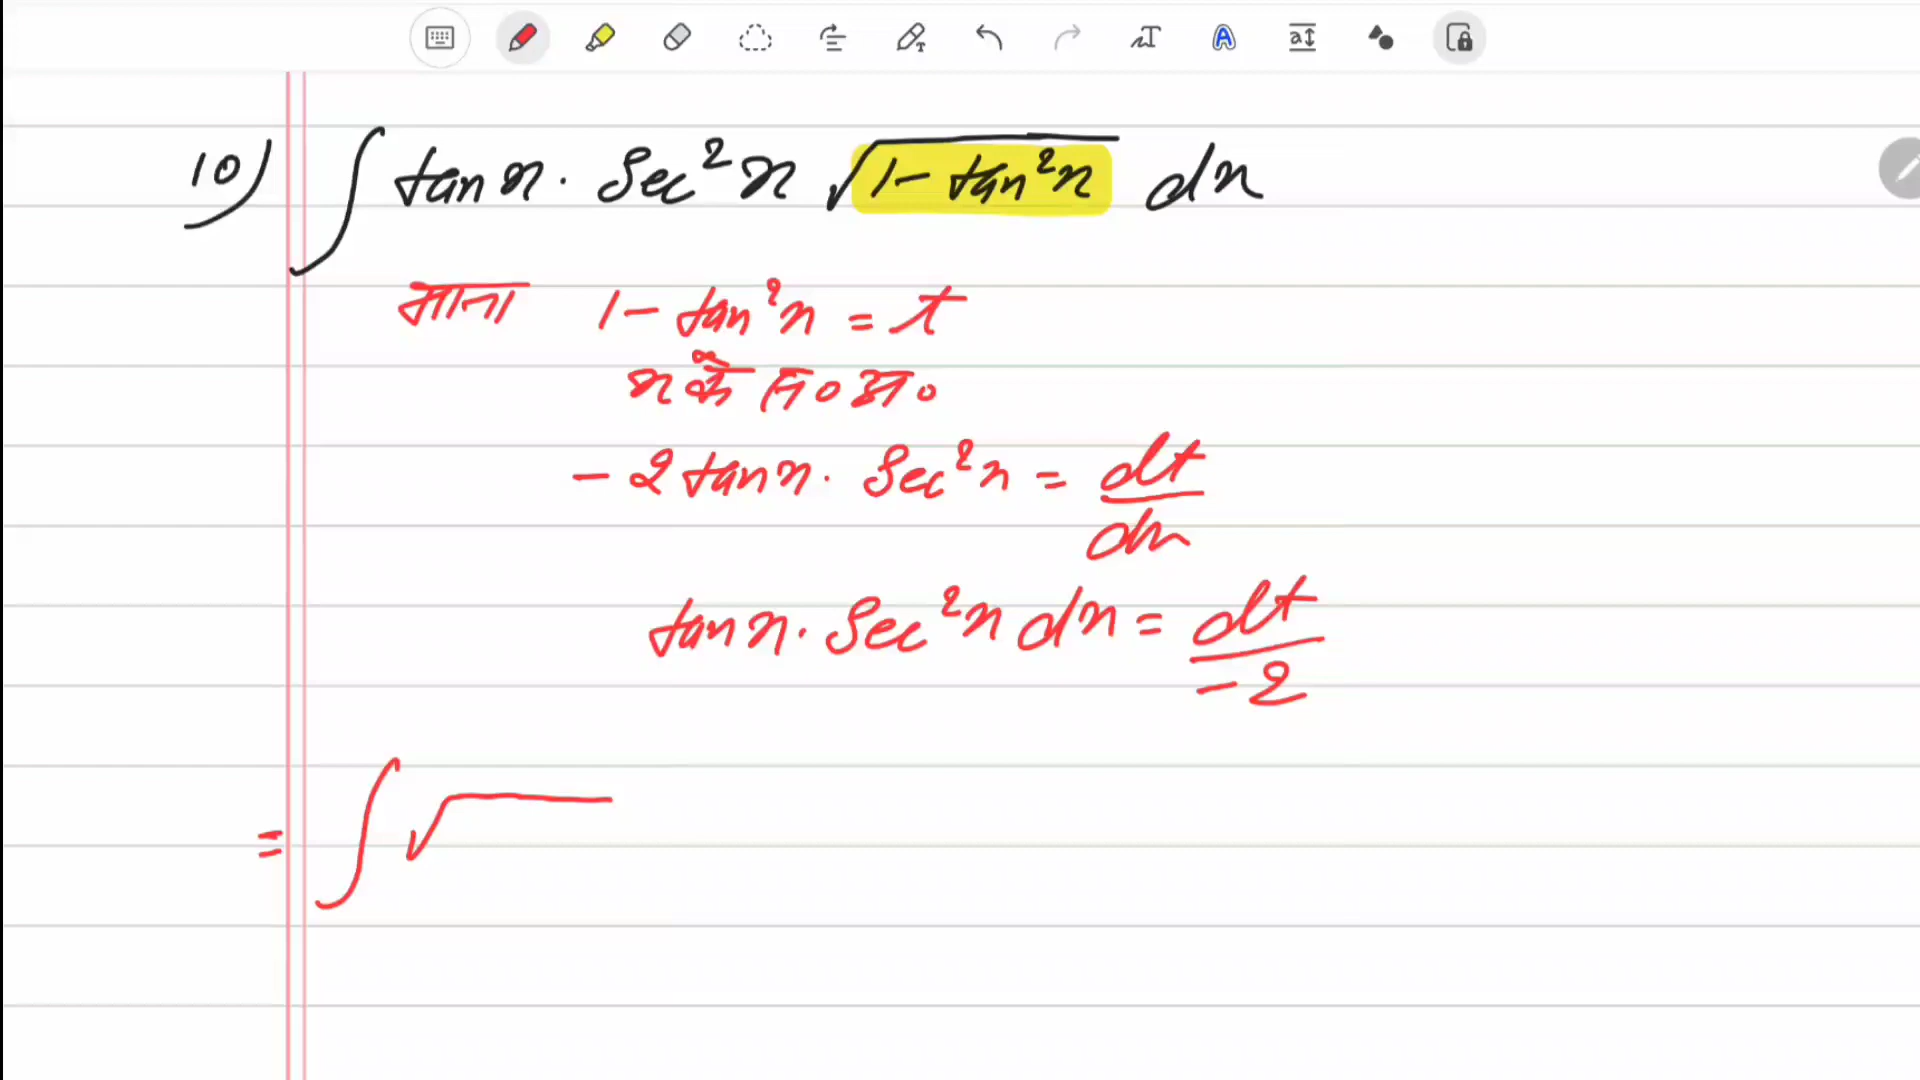 10) ∫ tan x . Sec²x √(1 - tan²x) dx
माना 1 - tan²x = t
x के सा० अ०
- 2 tan x . Sec²x = dt/dx
tan x . Sec²x dx = dt/-2
= ∫ √